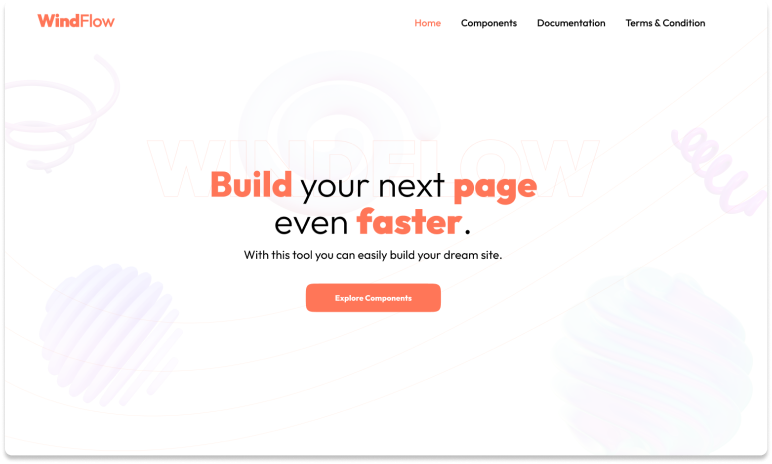 WindFlow
Home Components Documentation Terms & Condition
WINDFLOW
Build your next page
even faster.
With this tool you can easily build your dream site.
Explore Components